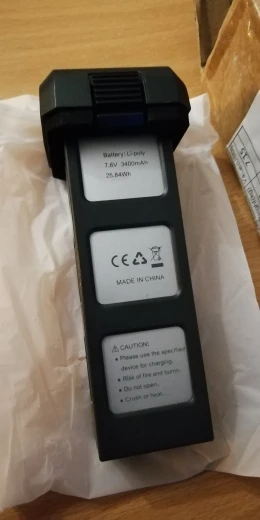 Battery: Li-poly
7.6V 3400mAh
25.84Wh
CE
MADE IN CHINA
CAUTION:
• Please use the specified
device for charging.
• Risk of fire and burns.
• Do not open,
• Crush or heat.